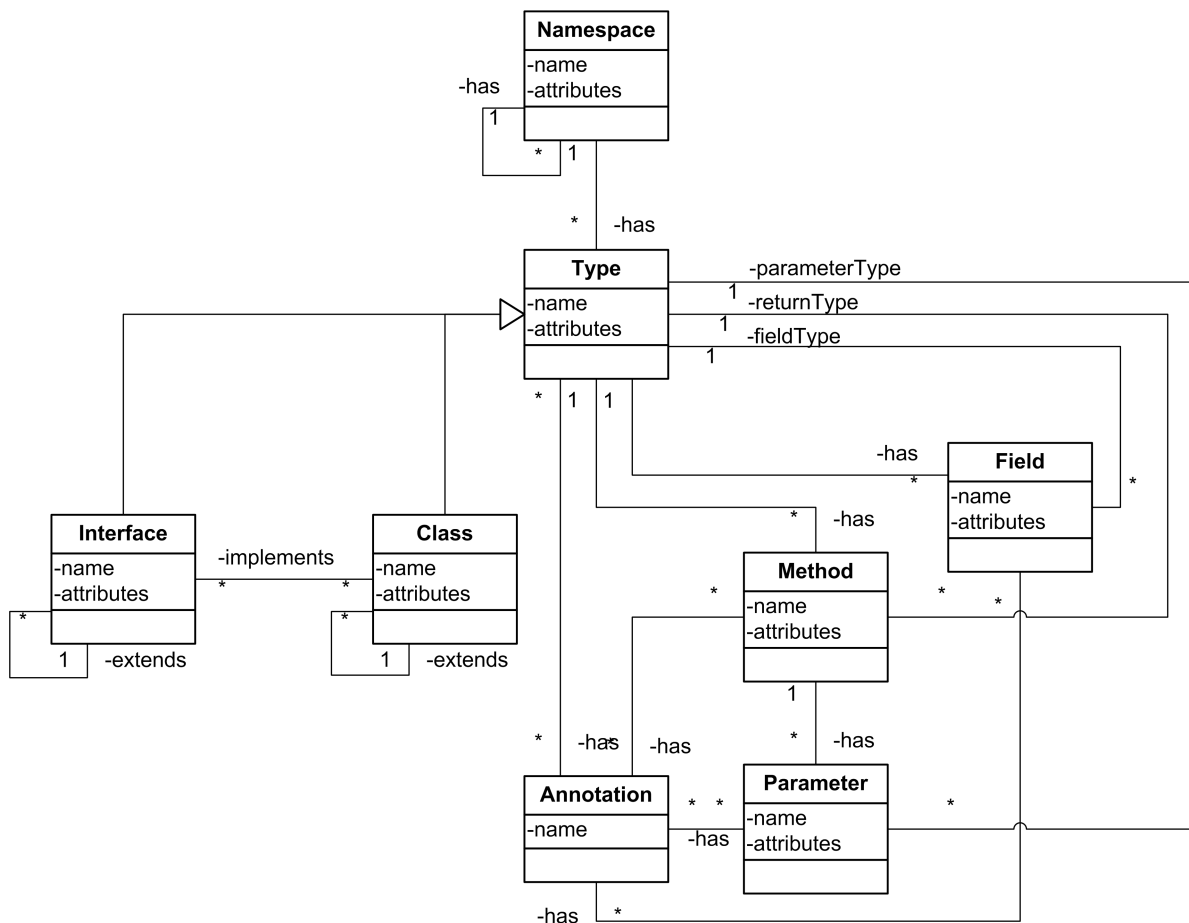 Namespace
-name
-attributes
-has
1
*
1
*
-has
Type
-name
-attributes
-parameterType
1
-returnType
1
-fieldType
1
*
1
1
-has
*
Field
-name
-attributes
*
*
-has
Interface
-name
-attributes
*
1
-extends
-implements
*
*
Class
-name
-attributes
*
1
-extends
Method
-name
-attributes
*
*
*
1
*
-has
*
-has
*
-has
Annotation
-name
*
*
-has
Parameter
-name
-attributes
*
-has
*